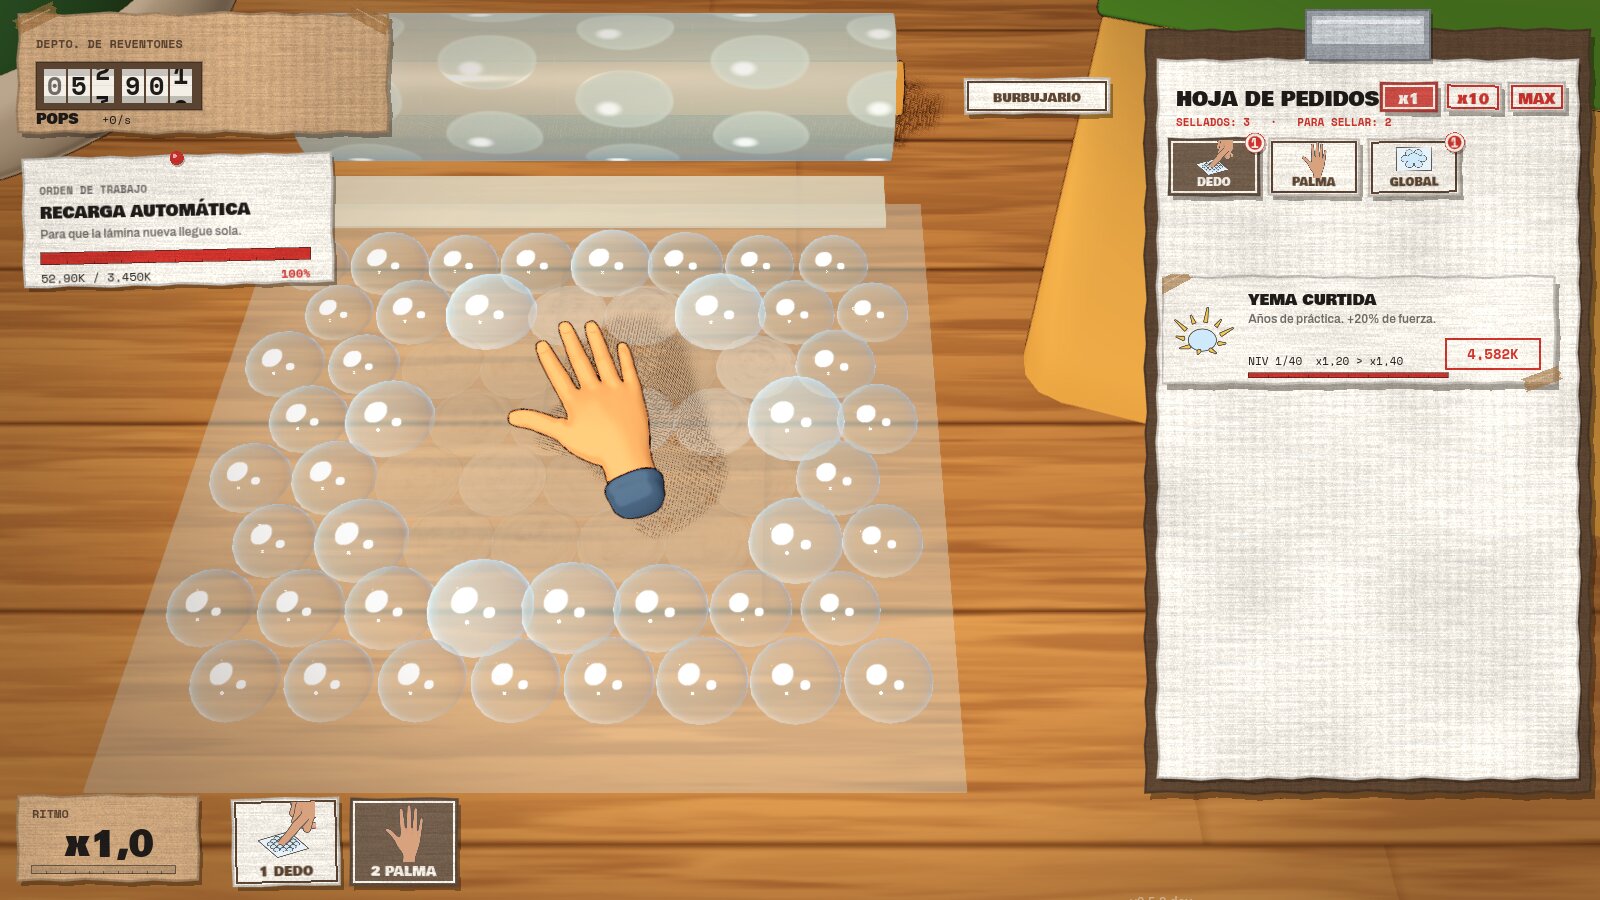 DEPTO. DE REVENTONES
POPS +0/s
ORDEN DE TRABAJO
RECARGA AUTOMÁTICA
Para que la lámina nueva llegue sola.
52,90K / 3,450K 100%
BURBUJARIO
HOJA DE PEDIDOS x1 x10 MAX
SELLADOS: 3 · PARA SELLAR: 2
1 1
DEDO PALMA GLOBAL
YEMA CURTIDA
Años de práctica. +20% de fuerza.
NIV 1/40 x1,20 > x1,40 4,582K
RITMO
x1,0
1 DEDO 2 PALMA